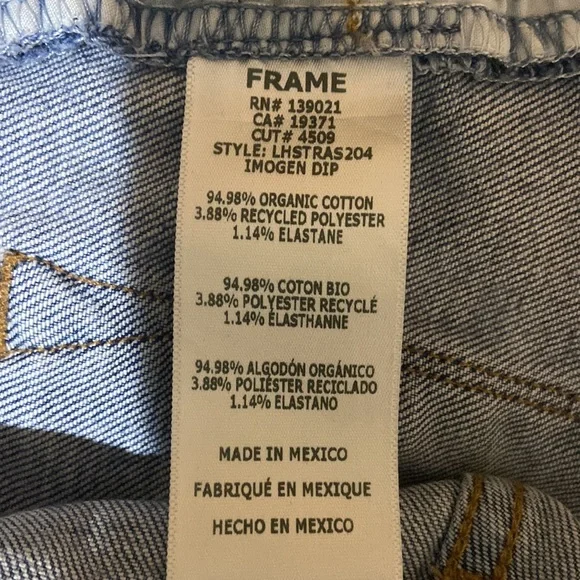 FRAME
RN# 139021
CA# 19371
CUT# 4509
STYLE: LHSTRAS204
IMOGEN DIP
94.98% ORGANIC COTTON
3.88% RECYCLED POLYESTER
1.14% ELASTANE
94.98% COTON BIO
3.88% POLYESTER RECYCLÉ
1.14% ÉLASTHANNE
94.98% ALGODÓN ORGÁNICO
3.88% POLIÉSTER RECICLADO
1.14% ELASTANO
MADE IN MEXICO
FABRIQUÉ EN MEXIQUE
HECHO EN MEXICO